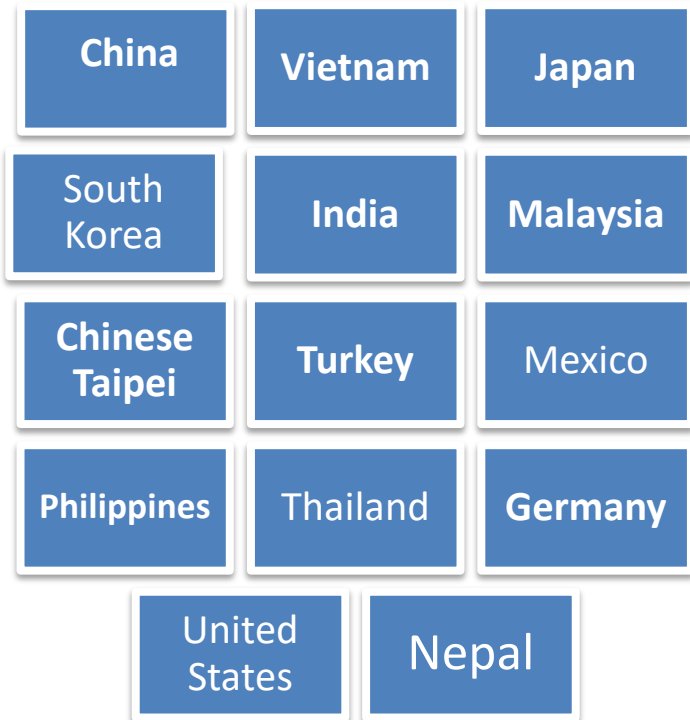 China
Vietnam
Japan
South
Korea
India
Malaysia
Chinese
Taipei
Turkey
Mexico
Philippines
Thailand
Germany
United
States
Nepal